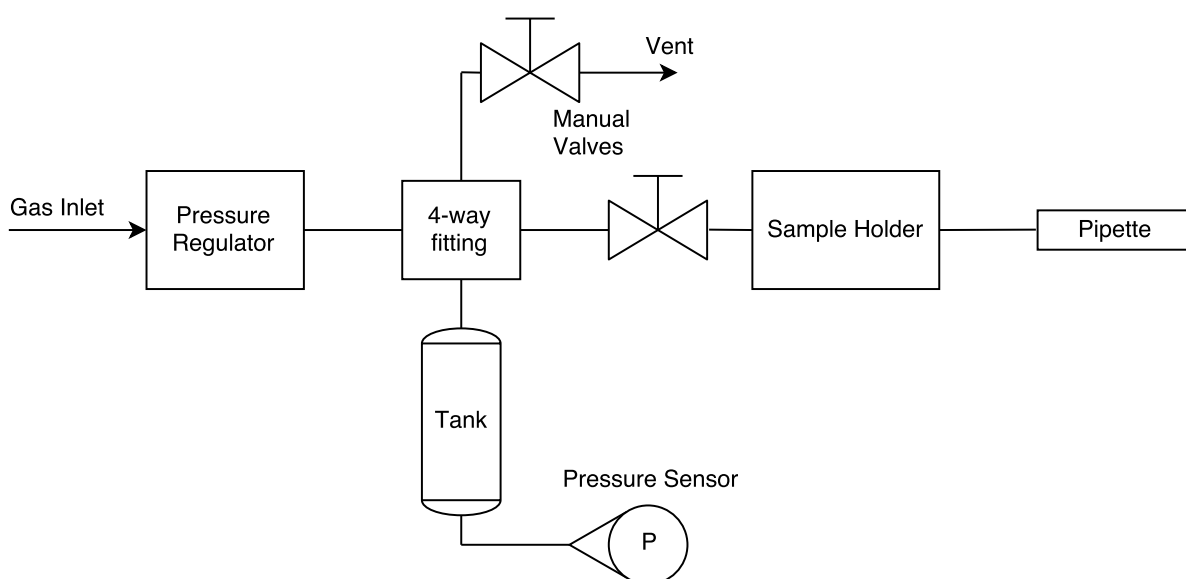 Vent
Manual
Valves
Gas Inlet
Pressure
Regulator
4-way
fitting
Sample Holder
Pipette
Tank
Pressure Sensor
P